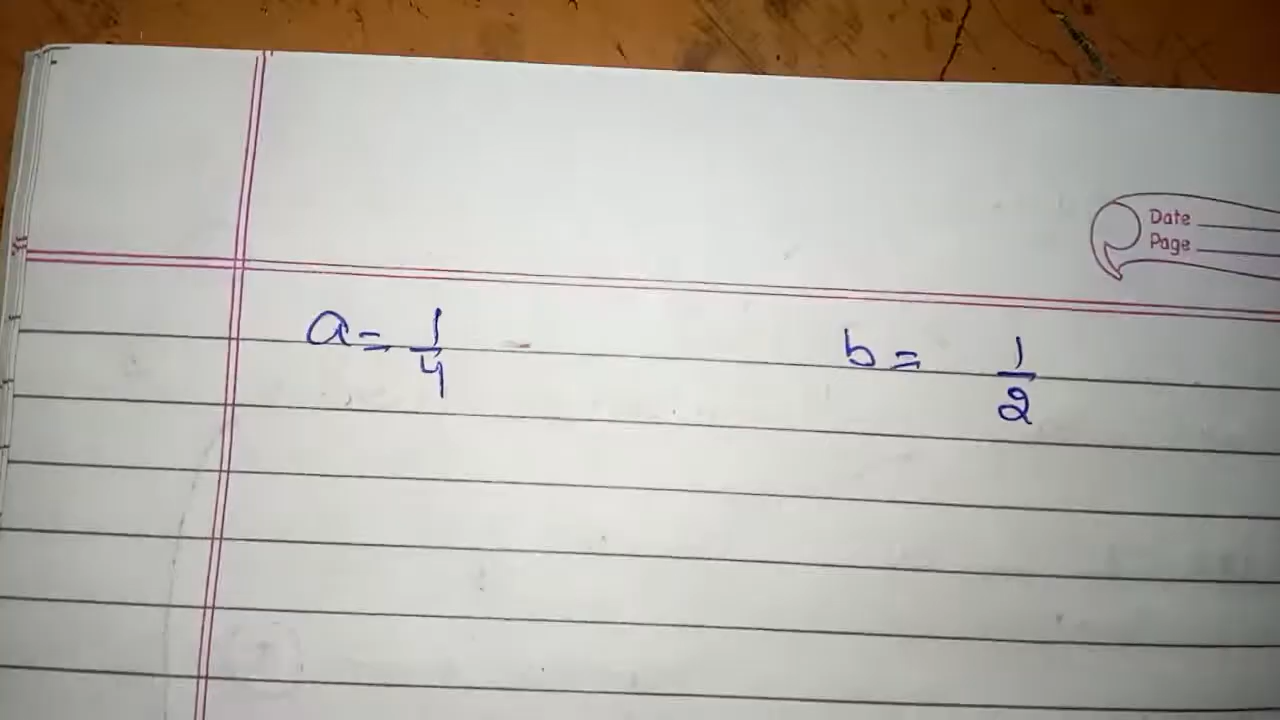 Date
Page
a = 1/4 b = 1/2